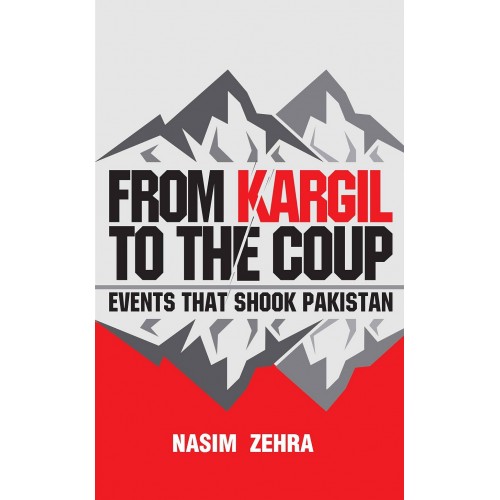 FROM KARGIL
TO THE COUP
EVENTS THAT SHOOK PAKISTAN
NASIM ZEHRA